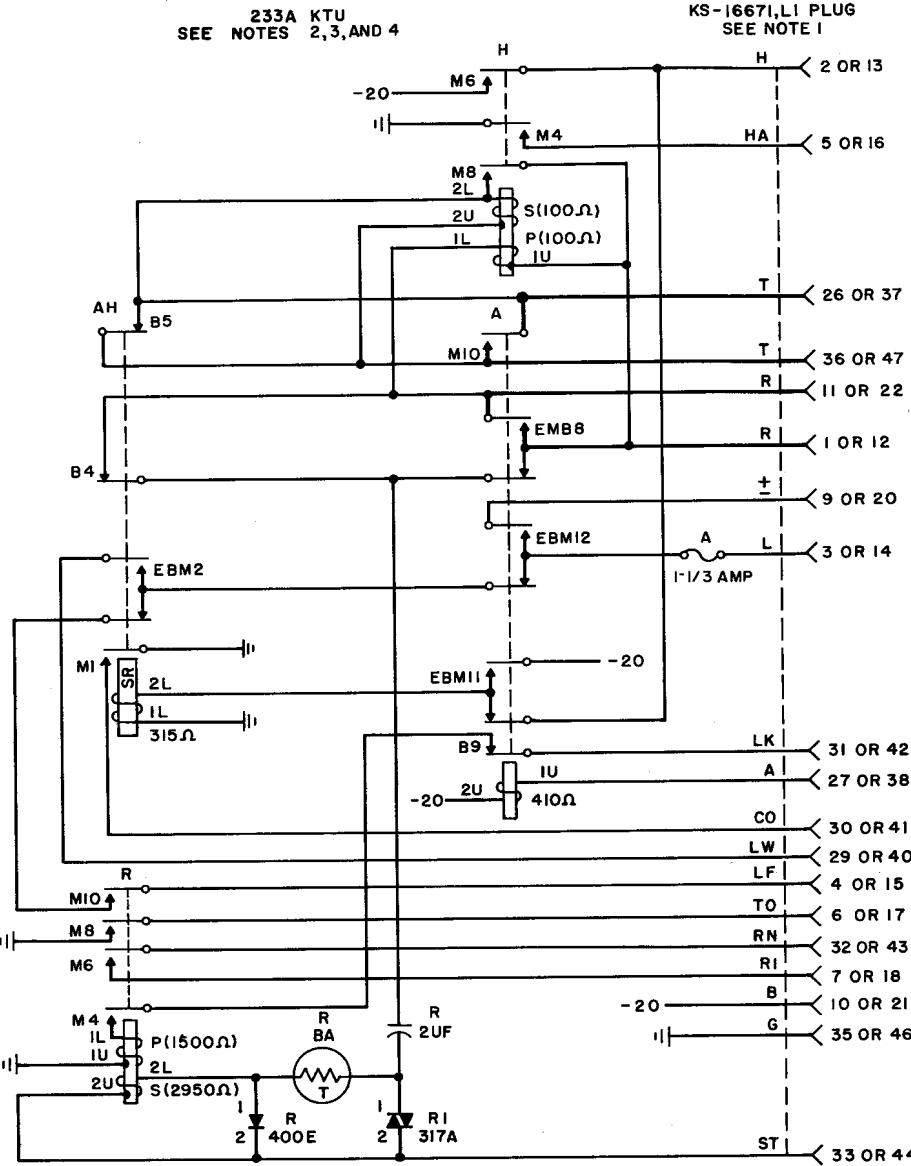 233A KTU
SEE NOTES 2,3,AND 4
KS-16671,L1 PLUG
SEE NOTE 1
H
H
2 OR 13
M6
-20
M4
HA
5 OR 16
M8
2L
S(100Ω)
2U
P(100Ω)
1L
1U
T
26 OR 37
AH
B5
A
M10
T
36 OR 47
R
11 OR 22
EMB8
R
1 OR 12
B4
±
9 OR 20
EBM12
A
L
3 OR 14
1-1/3 AMP
EBM2
M1
-20
SR
2L
EBM11
1L
315Ω
B9
LK
31 OR 42
1U
A
27 OR 38
-20
2U
410Ω
CO
30 OR 41
LW
29 OR 40
R
LF
4 OR 15
M10
TO
6 OR 17
M8
RN
32 OR 43
M6
R1
7 OR 18
-20
B
10 OR 21
M4
R
BA
R
2UF
G
35 OR 46
1L
P(1500Ω)
1U
2L
2U
S(2950Ω)
T
1
2
R
400E
1
2
R1
317A
ST
33 OR 44